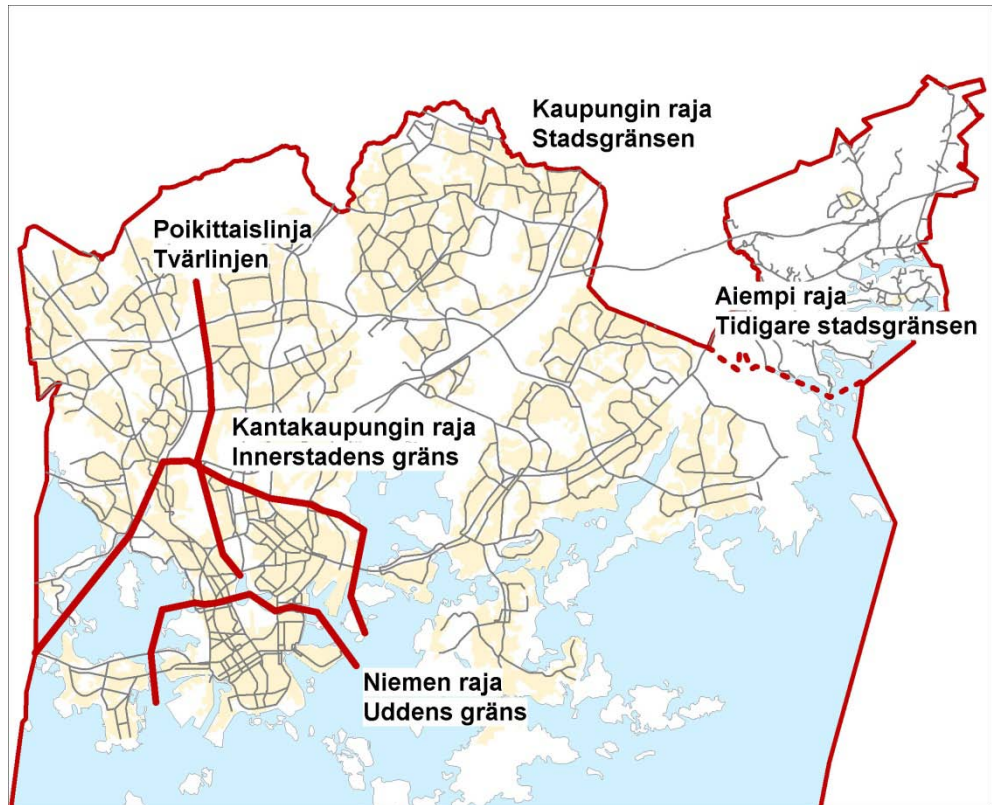 Kaupungin raja
Stadsgränsen
Poikittaislinja
Tvärlinjen
Aiempi raja
Tidigare stadsgränsen
Kantakaupungin raja
Innerstadens gräns
Niemen raja
Uddens gräns